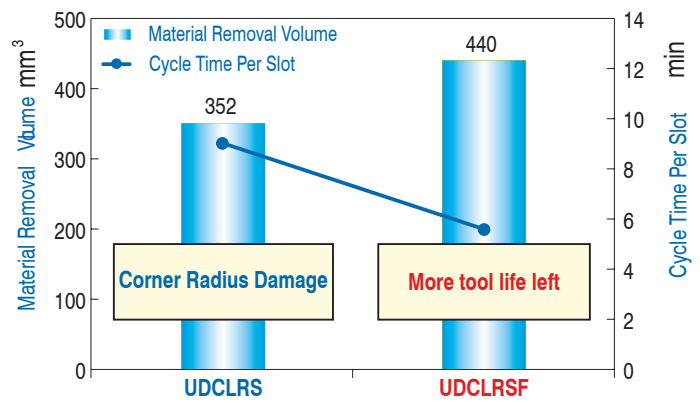 500
400
300
200
100
0
Material Removal Volume mm³
Material Removal Volume
Cycle Time Per Slot
352
440
Corner Radius Damage
More tool life left
UDCLRS
UDCLRSF
14
12
10
8
6
4
2
0
Cycle Time Per Slot min